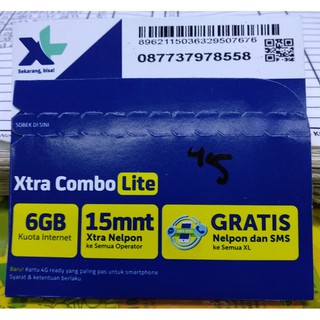 XL
Sekarang, bisa!
8962115036329507676
087737978558
SOBEK DI SINI
45
Xtra Combo Lite
6GB
Kuota Internet
15mnt
Xtra Nelpon
ke Semua Operator
GRATIS
Nelpon dan SMS
ke Semua XL
Baru! Kartu 4G ready yang paling pas untuk smartphone
Syarat & ketentuan berlaku